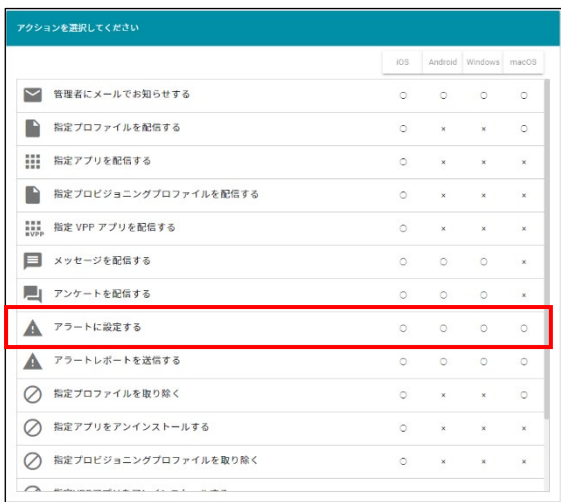 アクションを選択してください
iOS Android Windows macOS
管理者にメールでお知らせする ○ ○ ○ ○
指定プロファイルを配信する ○ × × ○
指定アプリを配信する ○ × × ×
指定プロビジョニングプロファイルを配信する ○ × × ×
VPP 指定 VPP アプリを配信する ○ × × ×
メッセージを配信する ○ ○ ○ ×
アンケートを配信する ○ ○ ○ ×
アラートに設定する ○ ○ ○ ○
アラートレポートを送信する ○ ○ ○ ○
指定プロファイルを取り除く ○ × × ○
指定アプリをアンインストールする ○ × × ×
指定プロビジョニングプロファイルを取り除く ○ × × ×